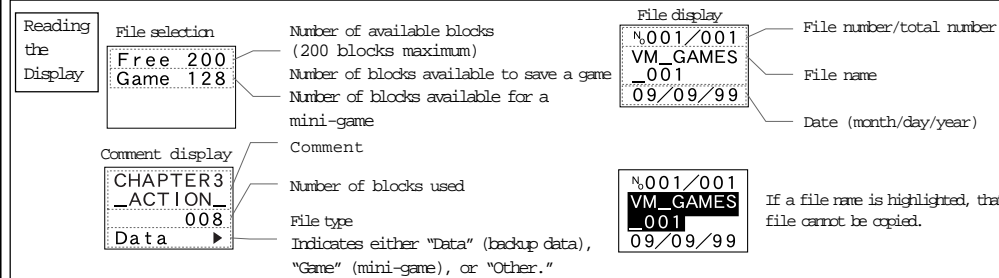 Reading
the
Display
File selection
Free 200
Game 128
Number of available blocks
(200 blocks maximum)
Number of blocks available to save a game
Number of blocks available for a
mini-game
Comment display
CHAPTER3
_ACTION_
008
Data ▶
Comment
Number of blocks used
File type
Indicates either “Data” (backup data),
“Game” (mini-game), or “Other.”
File display
№001/001
VM_GAMES
_001
09/09/99
File number/total number
File name
Date (month/day/year)
№001/001
VM_GAMES
_001
09/09/99
If a file name is highlighted, that
file cannot be copied.